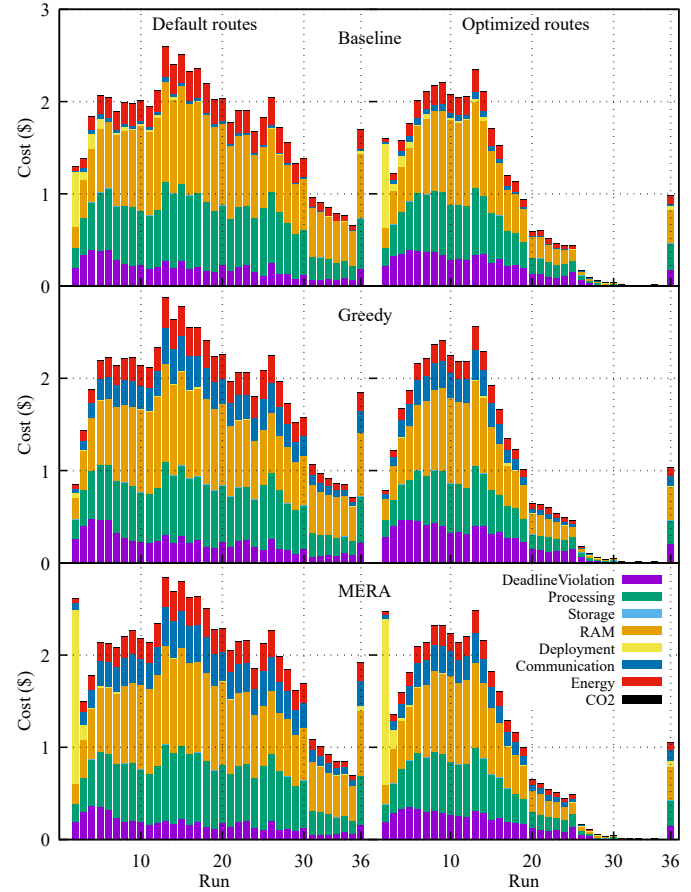 Default routes
Optimized routes
Baseline
3
2
1
0
Cost ($)
Greedy
2
1
0
Cost ($)
MERA
DeadlineViolation
Processing
Storage
RAM
Deployment
Communication
Energy
CO2
2
1
0
Cost ($)
10 20 30 36 10 20 30 36
Run Run